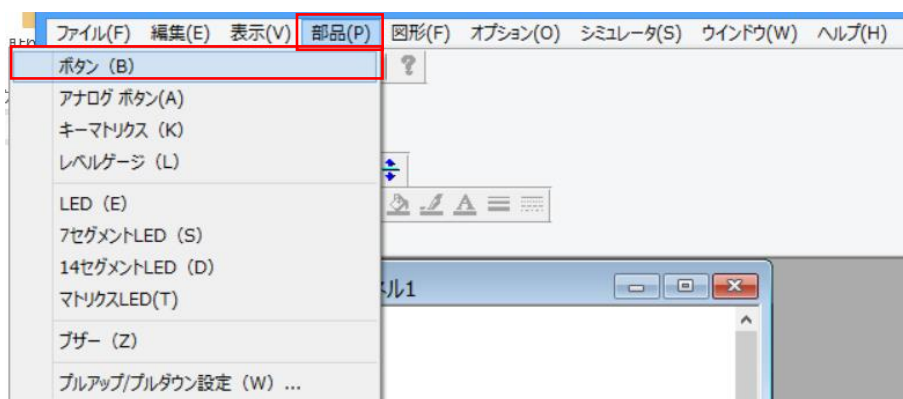 ファイル(F) 編集(E) 表示(V) 部品(P) 図形(F) オプション(O) シミュレータ(S) ウインドウ(W) ヘルプ(H)
ボタン (B)
アナログ ボタン(A)
キーマトリクス (K)
レベルゲージ (L)
LED (E)
7セグメントLED (S)
14セグメントLED (D)
マトリクスLED(T)
ブザー (Z)
プルアップ/プルダウン設定 (W) ...
ネル1